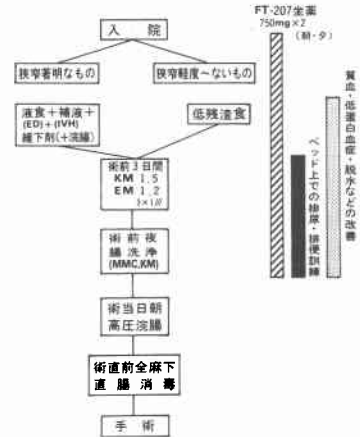 入院
狭窄著明なもの
狭窄軽度〜ないもの
液食＋補液＋
(ED)＋(IVH)
緩下剤(＋浣腸)
低残渣食
術前3日間
KM 1.5
EM 1.2
術前夜
腸洗浄
(MMC,KM)
術当日朝
高圧浣腸
術直前全麻下
直腸消毒
手術
FT-207坐薬
750mg×2
(朝・夕)
ベッド上での排尿・排便訓練
貧血・低蛋白血症・脱水などの改善